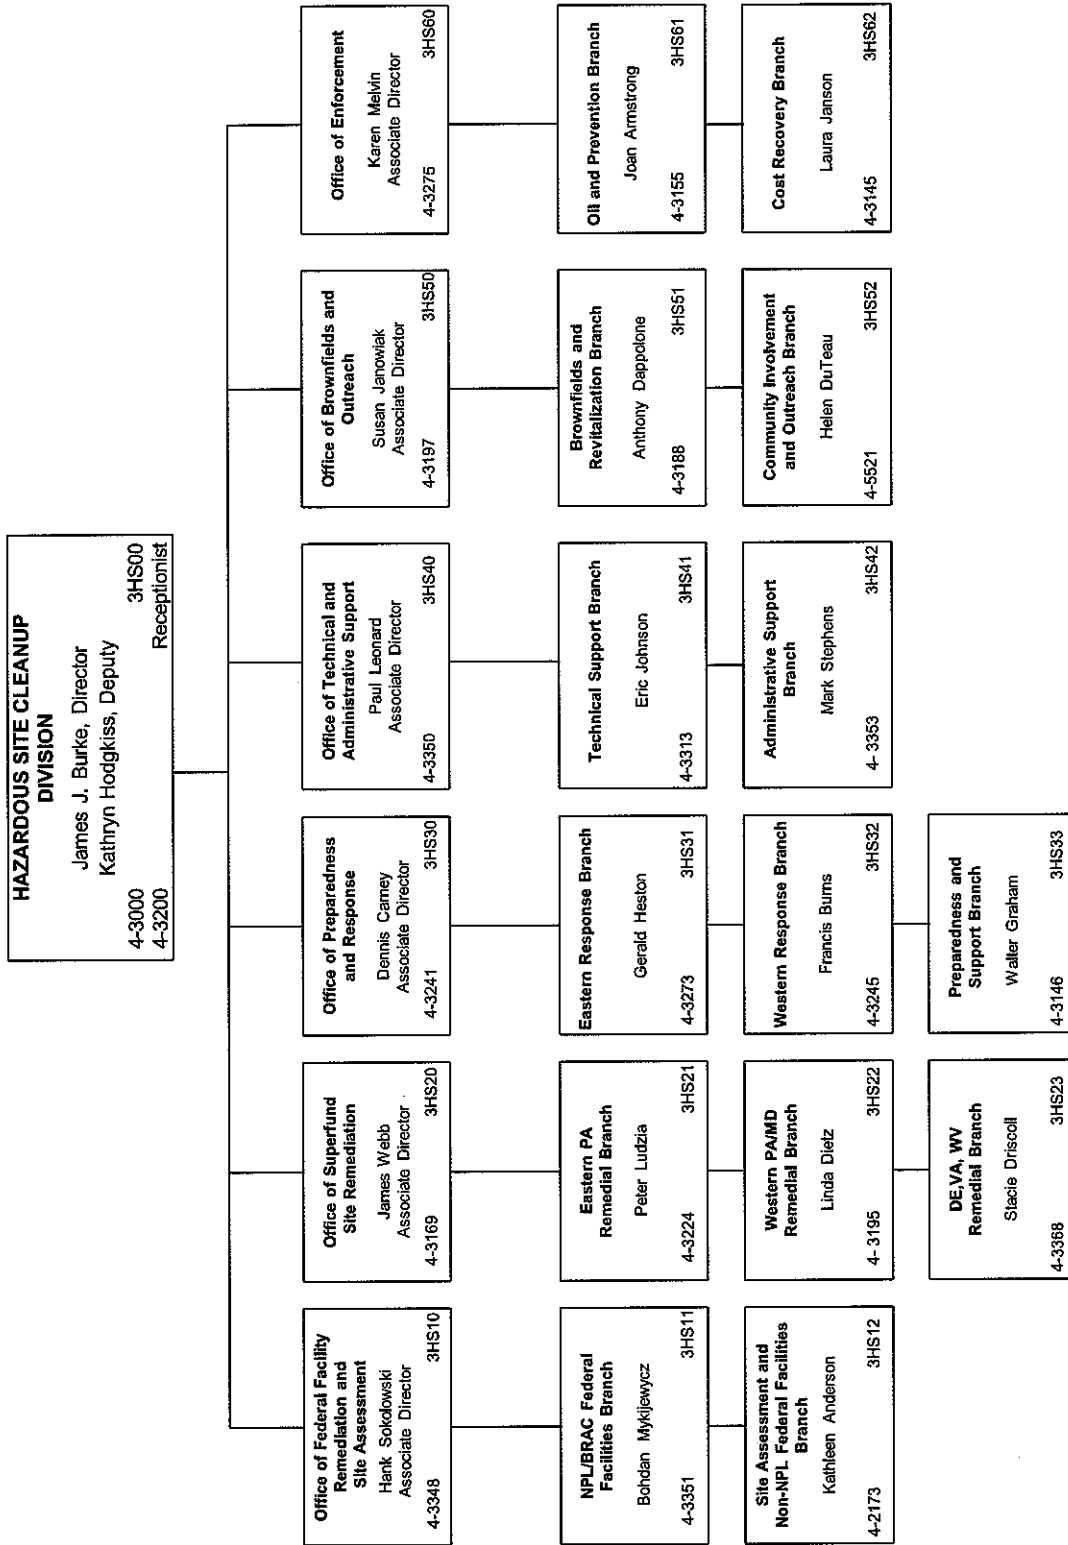 HAZARDOUS SITE CLEANUP
DIVISION
James J. Burke, Director
Kathryn Hodgkiss, Deputy
4-3000 3HS00
4-3200 Receptionist
Office of Federal Facility
Remediation and
Site Assessment
Hank Sokolowski
Associate Director
4-3348 3HS10
Office of Superfund
Site Remediation
James Webb
Associate Director
4-3169 3HS20
Office of Preparedness
and Response
Dennis Carney
Associate Director
4-3241 3HS30
Office of Technical and
Administrative Support
Paul Leonard
Associate Director
4-3350 3HS40
Office of Brownfields and
Outreach
Susan Janowiak
Associate Director
4-3197 3HS50
Office of Enforcement
Karen Melvin
Associate Director
4-3275 3HS60
NPL/BRAC Federal
Facilities Branch
Bohdan Mykijewycz
4-3351 3HS11
Eastern PA
Remedial Branch
Peter Ludzia
4-3224 3HS21
Eastern Response Branch
Gerald Heston
4-3273 3HS31
Technical Support Branch
Eric Johnson
4-3313 3HS41
Brownfields and
Revitalization Branch
Anthony Dappolone
4-3188 3HS51
Oil and Prevention Branch
Joan Armstrong
4-3155 3HS61
Site Assessment and
Non-NPL Federal Facilities
Branch
Kathleen Anderson
4-2173 3HS12
Western PA/MD
Remedial Branch
Linda Dietz
4- 3195 3HS22
Western Response Branch
Francis Burns
4-3245 3HS32
Administrative Support
Branch
Mark Stephens
4- 3353 3HS42
Community Involvement
and Outreach Branch
Helen DuTeau
4-5521 3HS52
Cost Recovery Branch
Laura Janson
4-3145 3HS62
DE,VA, WV
Remedial Branch
Stacie Driscoll
4-3368 3HS23
Preparedness and
Support Branch
Walter Graham
4-3146 3HS33